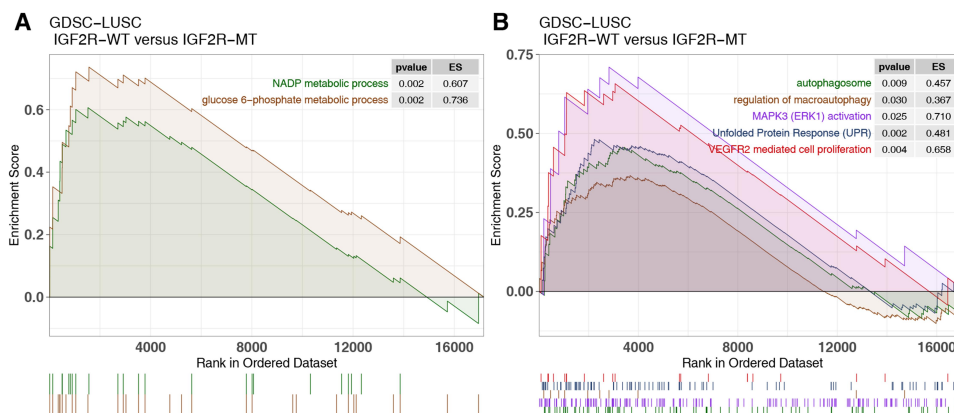 A
GDSC−LUSC
IGF2R−WT versus IGF2R−MT
pvalue ES
NADP metabolic process 0.002 0.607
glucose 6−phosphate metabolic process 0.002 0.736
Enrichment Score
0.6
0.4
0.2
0.0
4000 8000 12000 16000
Rank in Ordered Dataset
B
GDSC−LUSC
IGF2R−WT versus IGF2R−MT
pvalue ES
autophagosome 0.009 0.457
regulation of macroautophagy 0.030 0.367
MAPK3 (ERK1) activation 0.025 0.710
Unfolded Protein Response (UPR) 0.002 0.481
VEGFR2 mediated cell proliferation 0.004 0.658
Enrichment Score
0.75
0.50
0.25
0.00
4000 8000 12000 16000
Rank in Ordered Dataset